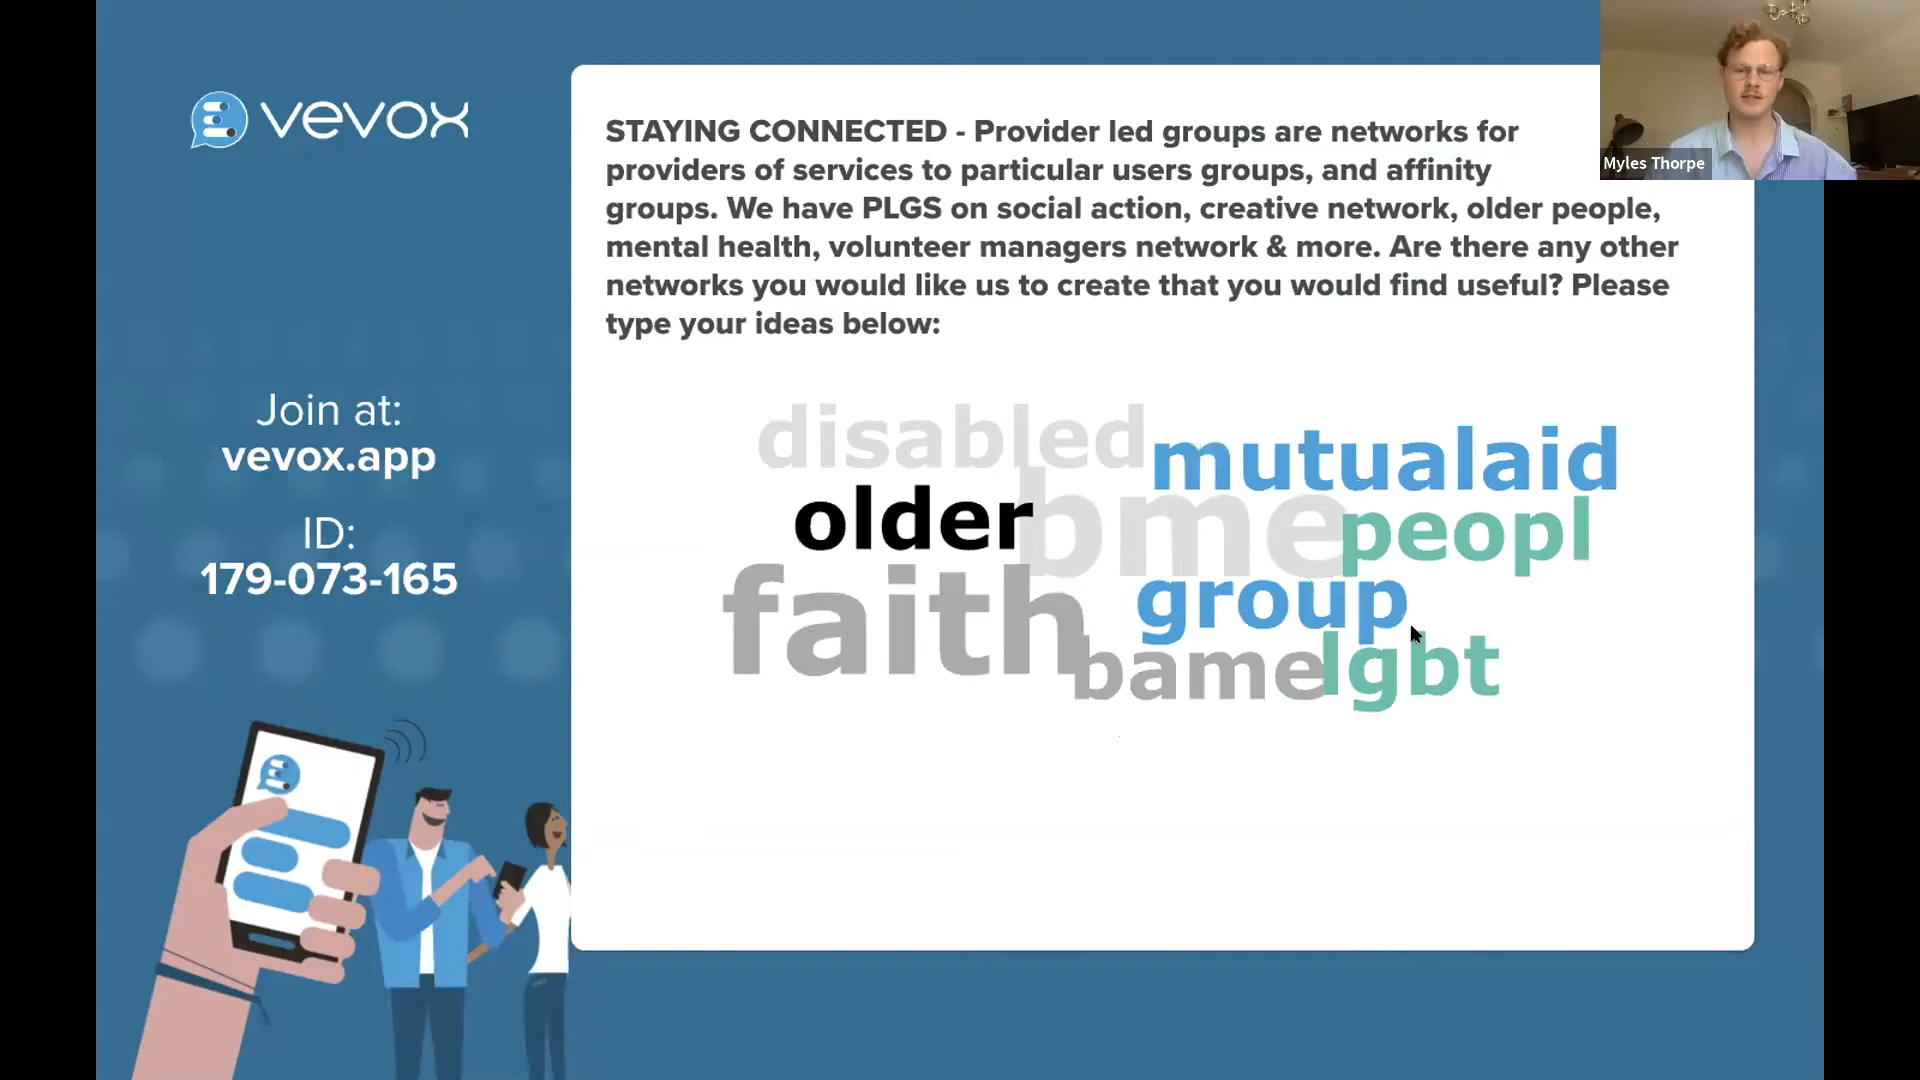 vevox
Join at:
vevox.app
ID:
179-073-165
STAYING CONNECTED - Provider led groups are networks for
providers of services to particular users groups, and affinity
groups. We have PLGS on social action, creative network, older people,
mental health, volunteer managers network & more. Are there any other
networks you would like us to create that you would find useful? Please
type your ideas below:
disabled
mutualaid
older
bme
peopl
faith
group
bame
lgbt
Myles Thorpe